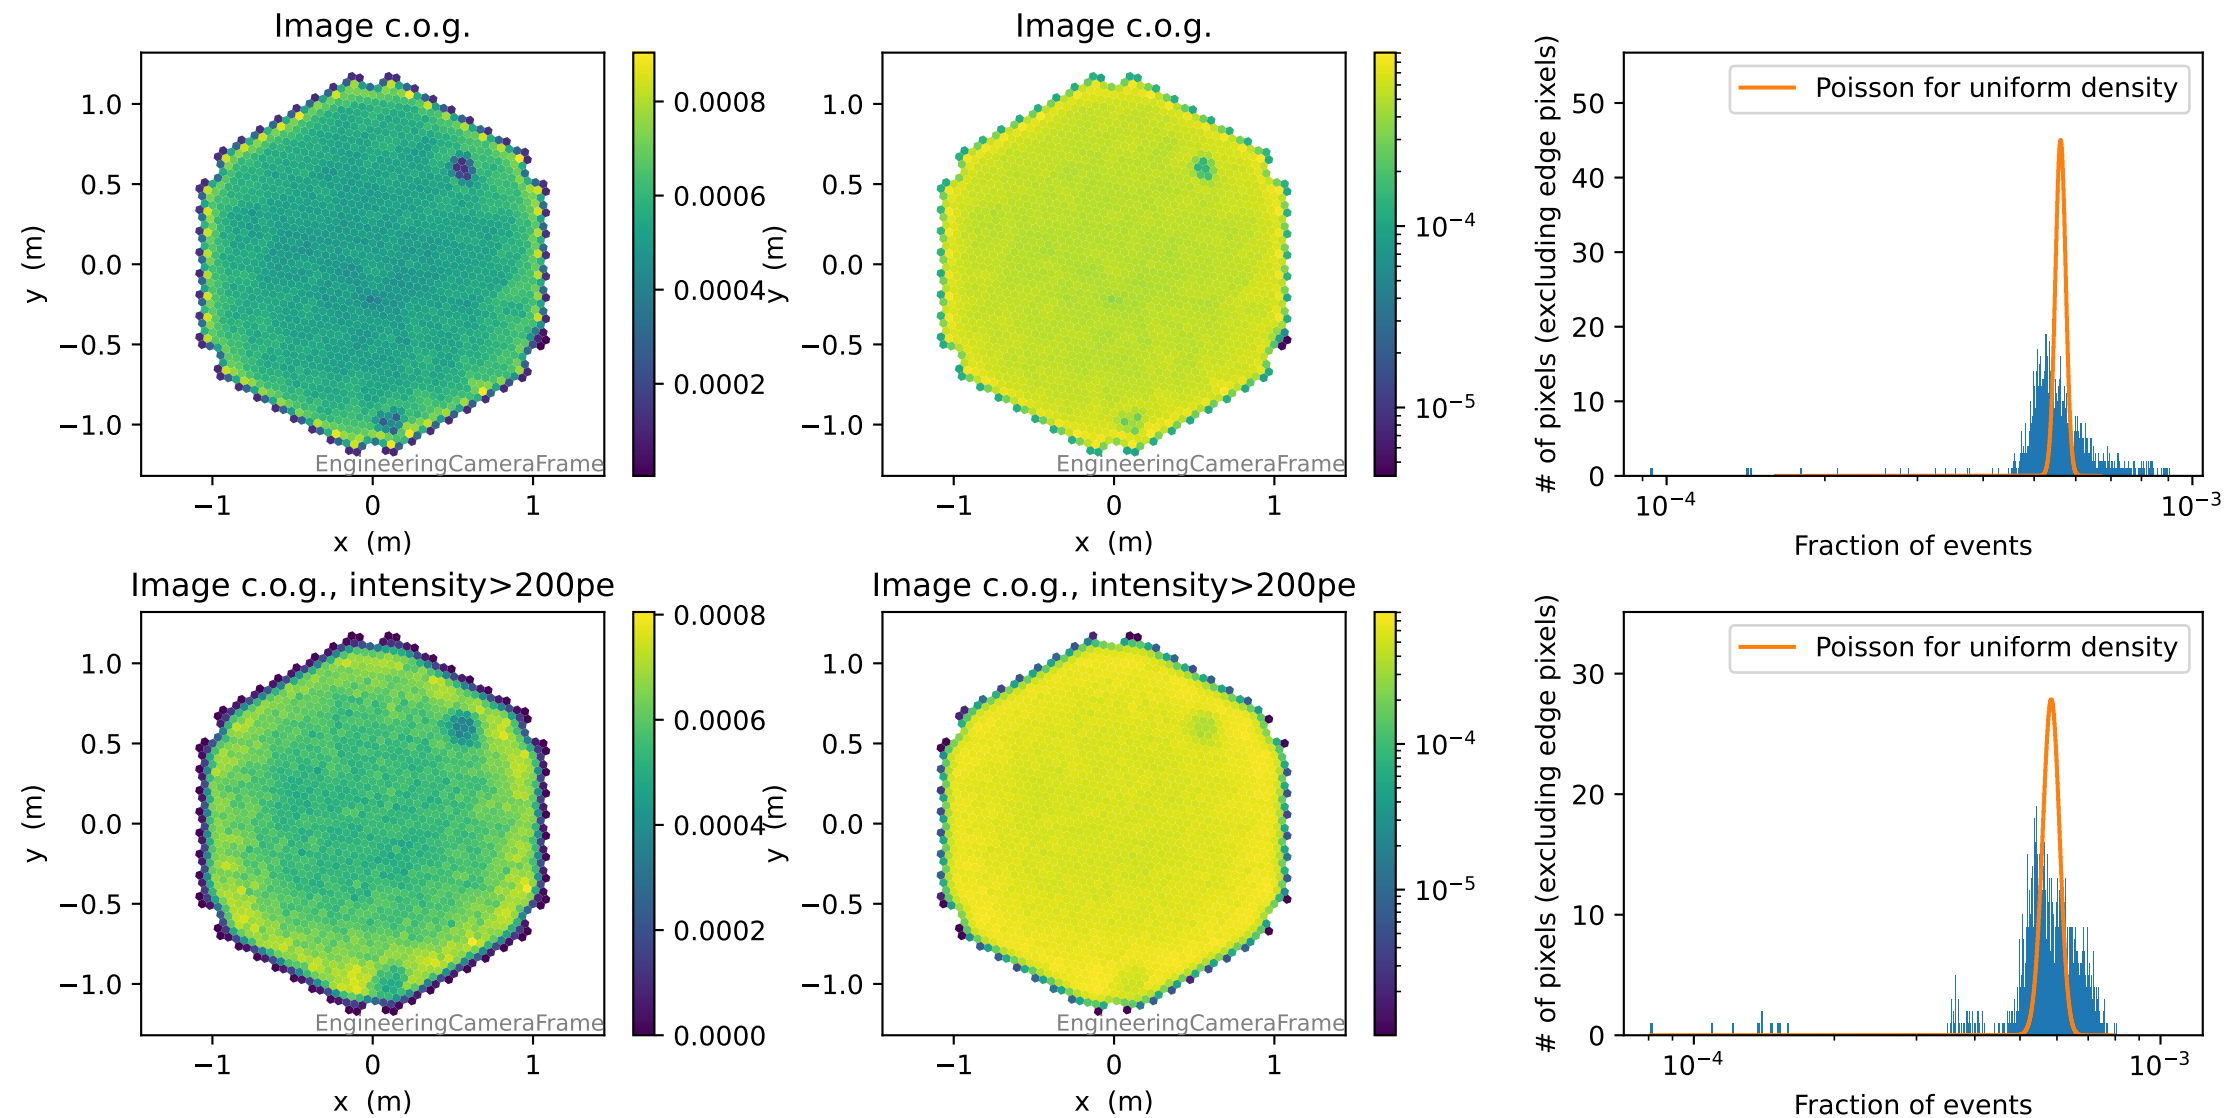 Image c.o.g.
1.0
0.5
0.0
−0.5
−1.0
y (m)
−1
0
1
x (m)
EngineeringCameraFrame
0.0008
0.0006
0.0004
0.0002
Image c.o.g.
1.0
0.5
0.0
−0.5
−1.0
y (m)
−1
0
1
x (m)
EngineeringCameraFrame
10⁻⁴
10⁻⁵
# of pixels (excluding edge pixels)
50
40
30
20
10
0
Poisson for uniform density
10⁻⁴
10⁻³
Fraction of events
Image c.o.g., intensity>200pe
1.0
0.5
0.0
−0.5
−1.0
y (m)
−1
0
1
x (m)
EngineeringCameraFrame
0.0008
0.0006
0.0004
0.0002
0.0000
Image c.o.g., intensity>200pe
1.0
0.5
0.0
−0.5
−1.0
y (m)
−1
0
1
x (m)
EngineeringCameraFrame
10⁻⁴
10⁻⁵
# of pixels (excluding edge pixels)
30
20
10
0
Poisson for uniform density
10⁻⁴
10⁻³
Fraction of events